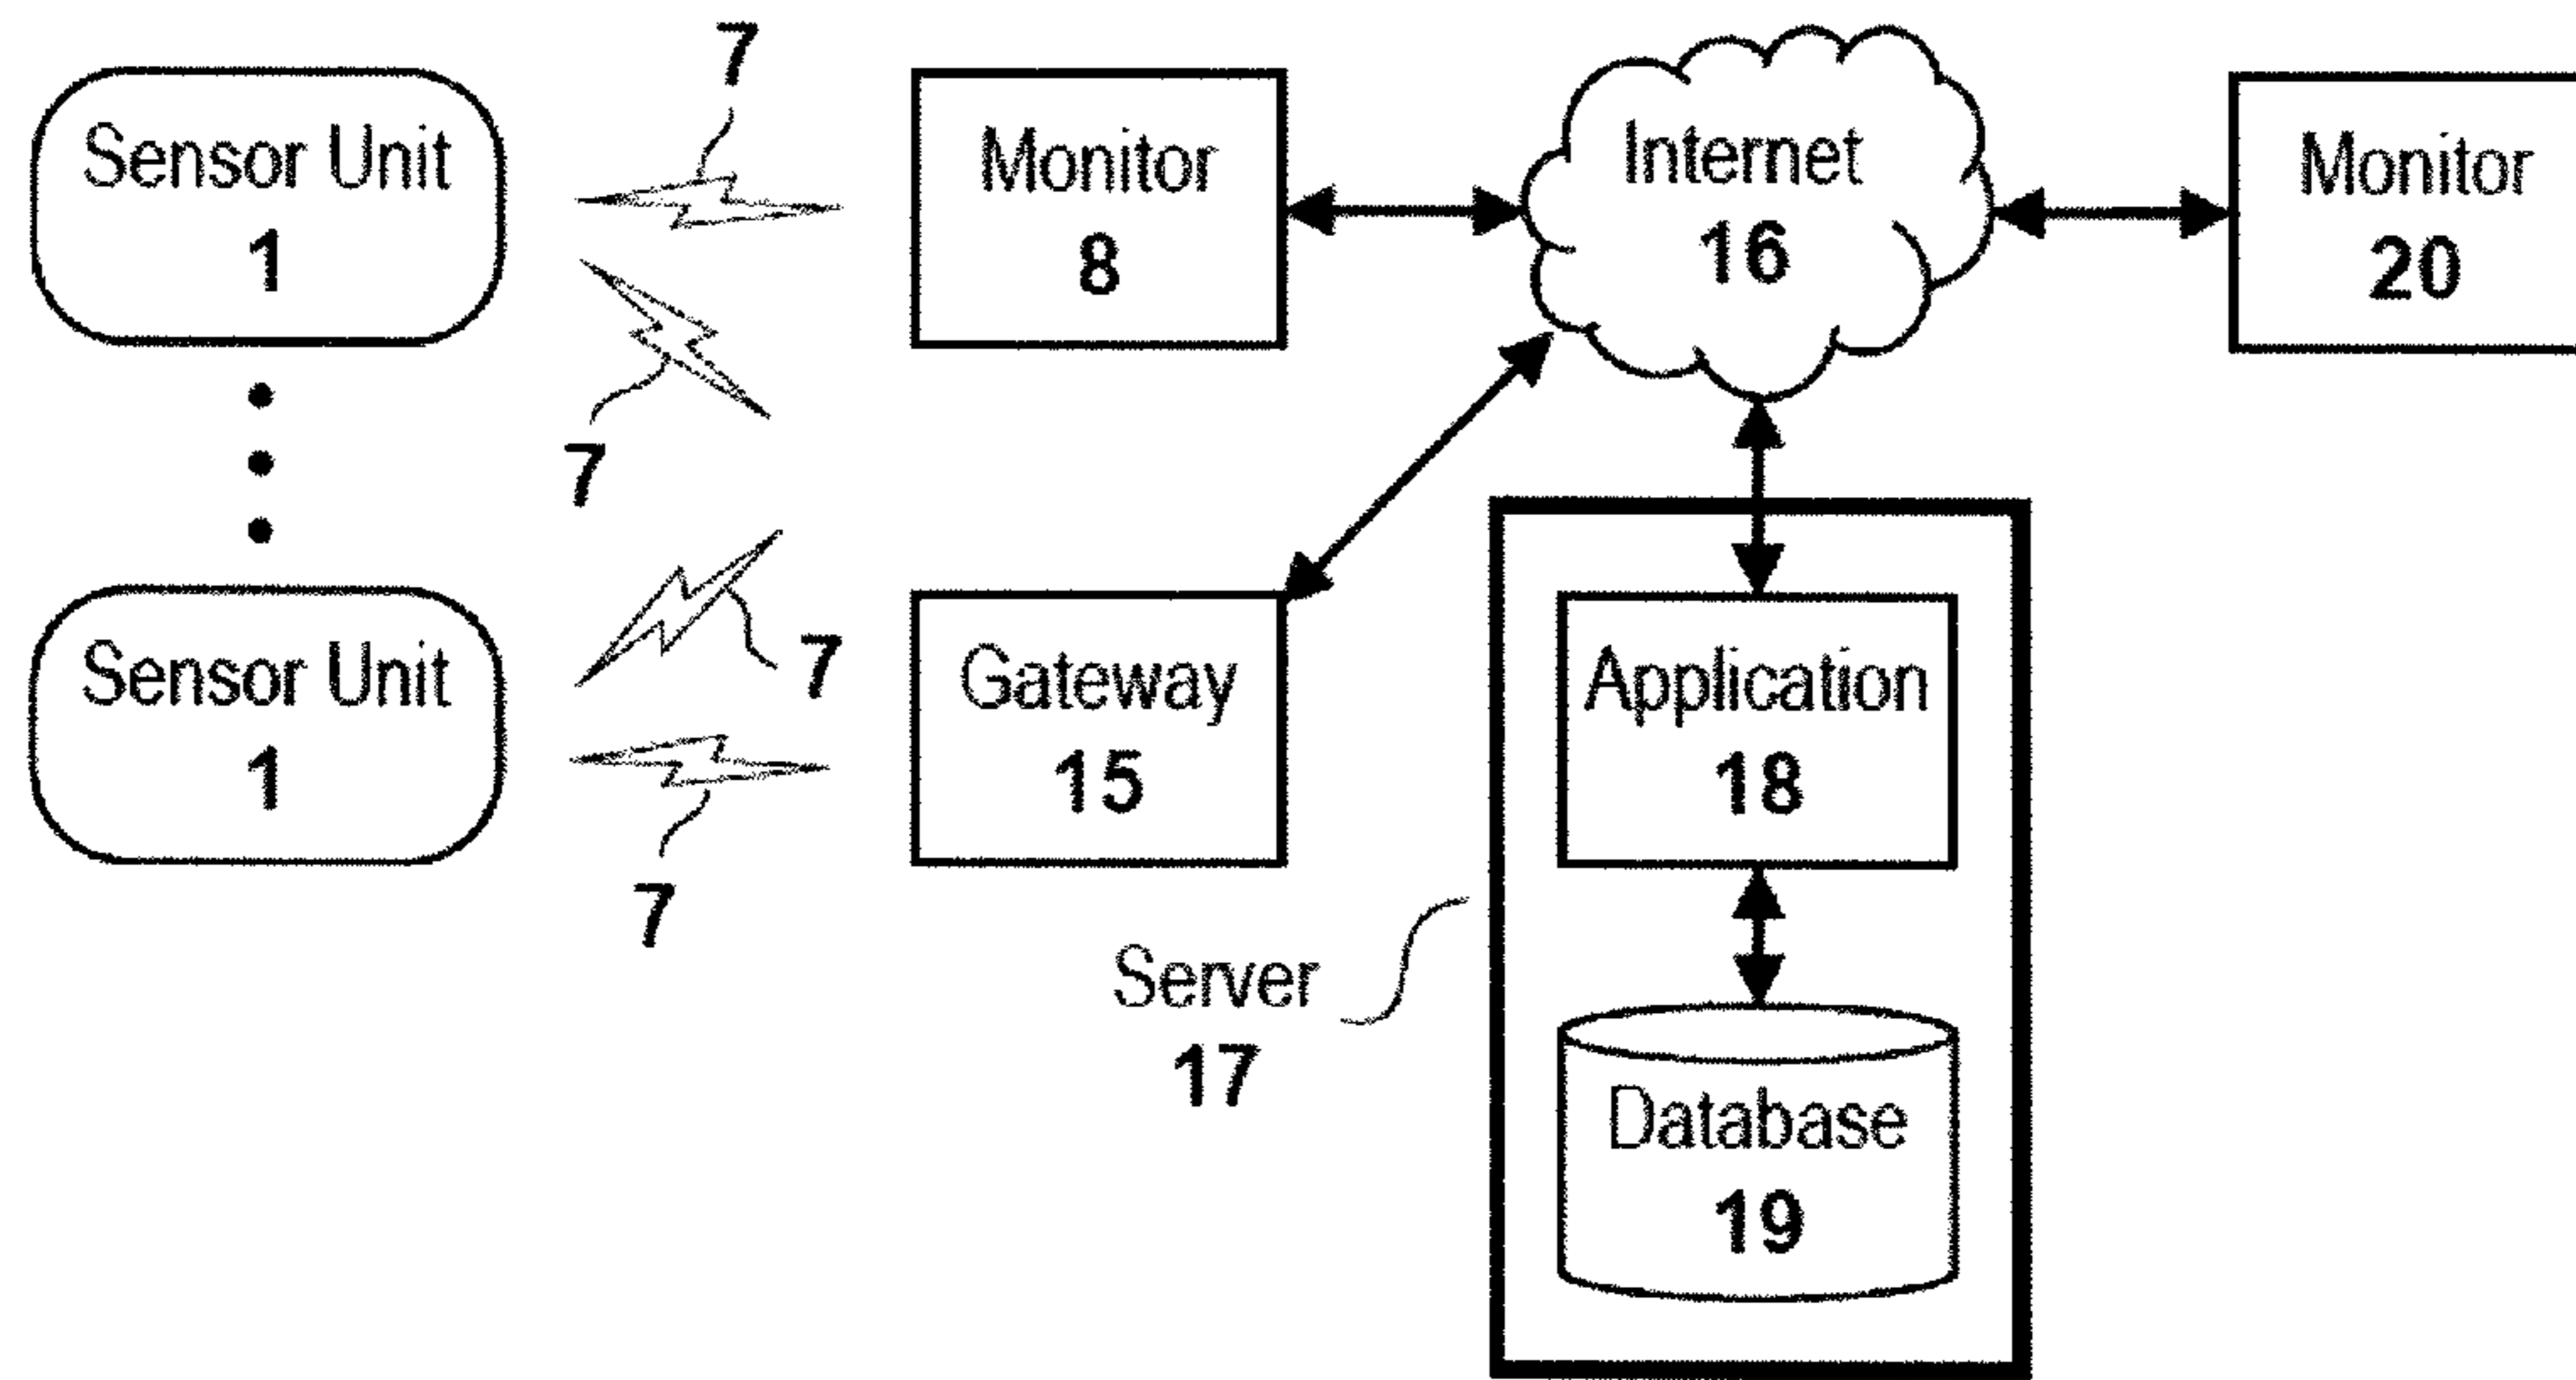 7
Sensor Unit
1
Monitor
8
Internet
16
Monitor
20
7
Sensor Unit
1
7
Gateway
15
Application
18
7
Server
17
Database
19